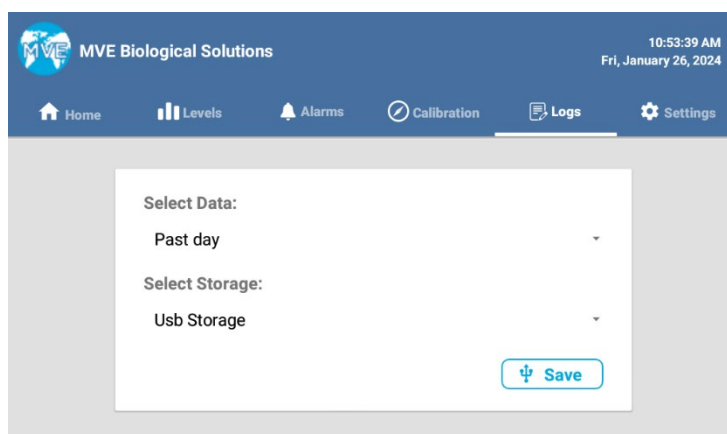 MVE
MVE Biological Solutions
10:53:39 AM
Fri, January 26, 2024
Home
Levels
Alarms
Calibration
Logs
Settings
Select Data:
Past day
Select Storage:
Usb Storage
Save